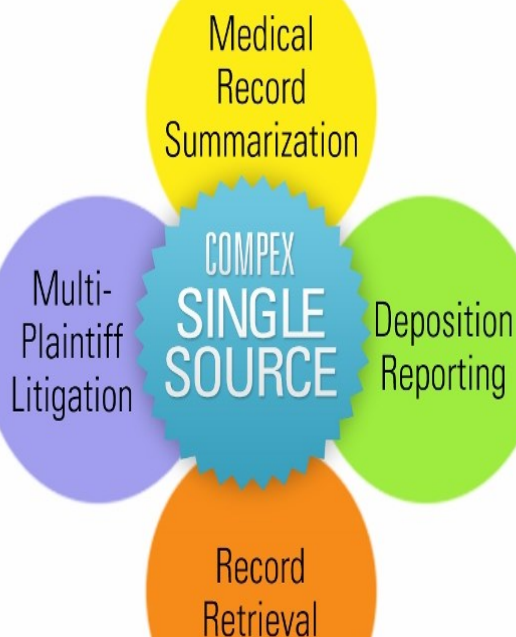 Medical
Record
Summarization
COMPEX
SINGLE
SOURCE
Multi-
Plaintiff
Litigation
Deposition
Reporting
Record
Retrieval